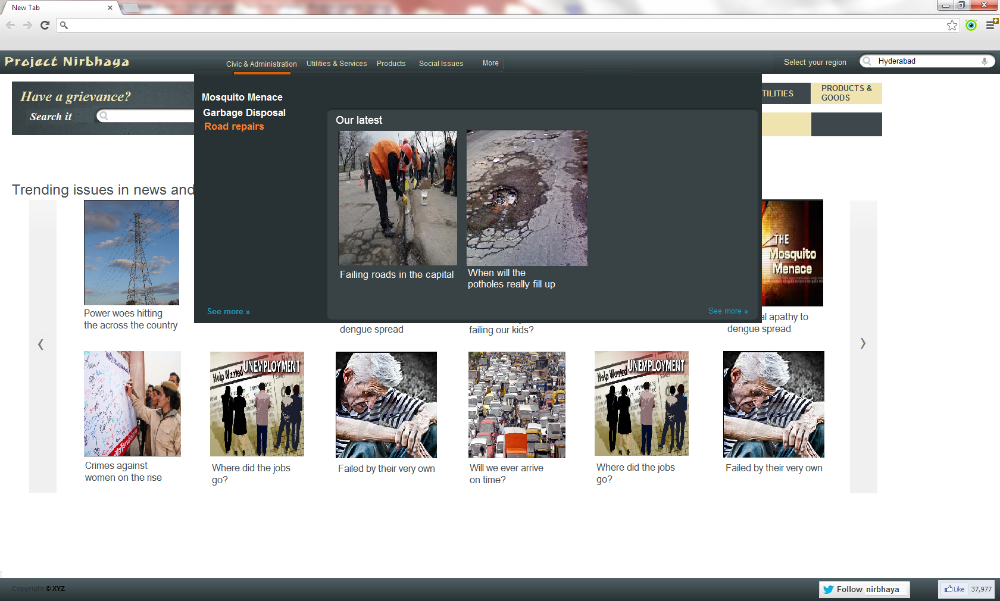 New Tab
Project Nirbhaya
Civic & Administration
Utilities & Services
Products
Social Issues
More
Select your region
Hyderabad
Have a grievance?
Search it
TILITIES
PRODUCTS &
GOODS
Mosquito Menace
Garbage Disposal
Road repairs
Our latest
Failing roads in the capital
When will the
potholes really fill up
See more »
See more »
Trending issues in news and
THE
Mosquito
Menace
Power woes hitting
the across the country
dengue spread
failing our kids?
al apathy to
dengue spread
‹
›
UNEMPLOYMENT
Help Wanted
UNEMPLOYMENT
Help Wanted
Crimes against
women on the rise
Where did the jobs
go?
Failed by their very own
Will we ever arrive
on time?
Where did the jobs
go?
Failed by their very own
Copyright © XYZ
Follow nirbhaya
Like
37,977